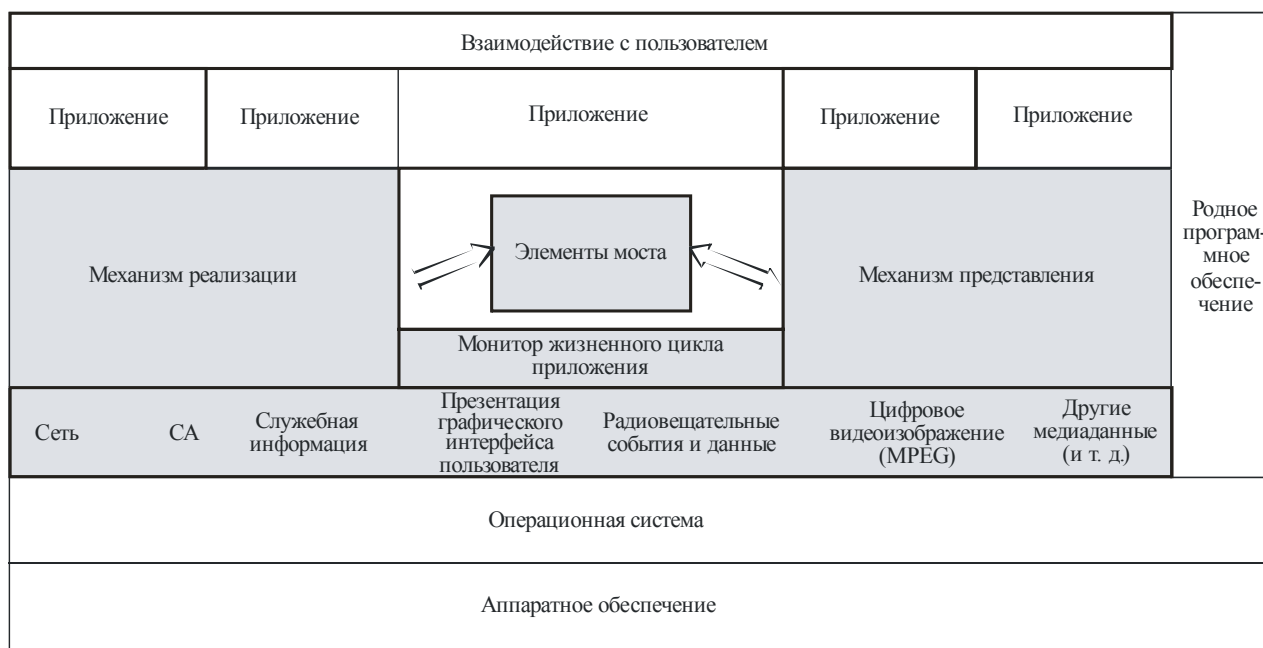 Взаимодействие с пользователем
Приложение
Приложение
Приложение
Приложение
Приложение
Родное
програм-
мное
обеспе-
чение
Механизм реализации
Элементы моста
Механизм представления
Монитор жизненного цикла
приложения
Сеть
СА
Служебная
информация
Презентация
графического
интерфейса
пользователя
Радиовещательные
события и данные
Цифровое
видеоизображение
(MPEG)
Другие
медиаданные
(и т. д.)
Операционная система
Аппаратное обеспечение